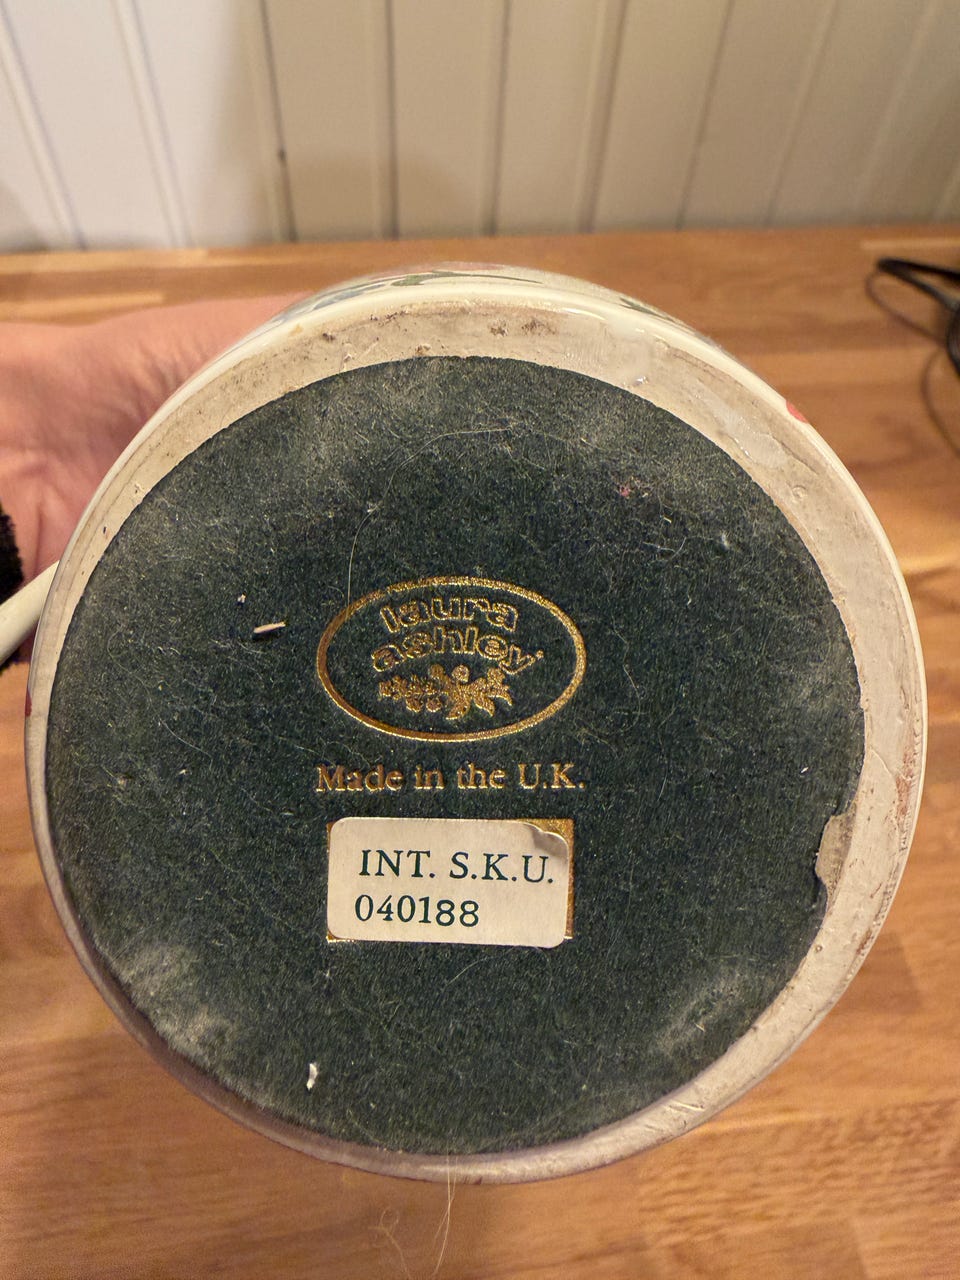 laura
ashley
Made in the U.K.
INT. S.K.U.
040188